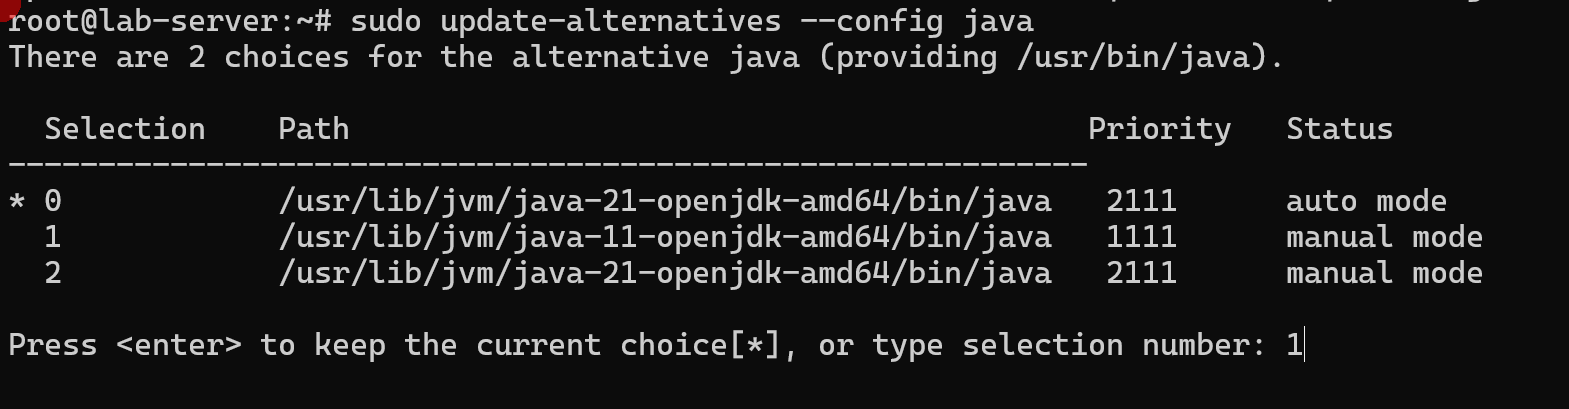 root@lab-server:~# sudo update-alternatives --config java
There are 2 choices for the alternative java (providing /usr/bin/java).
  Selection    Path                                         Priority   Status
------------------------------------------------------------
* 0            /usr/lib/jvm/java-21-openjdk-amd64/bin/java   2111      auto mode
  1            /usr/lib/jvm/java-11-openjdk-amd64/bin/java   1111      manual mode
  2            /usr/lib/jvm/java-21-openjdk-amd64/bin/java   2111      manual mode
Press <enter> to keep the current choice[*], or type selection number: 1